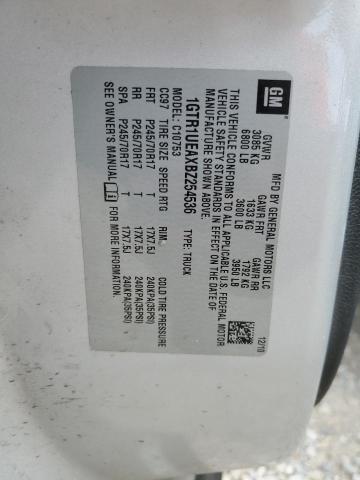 GM
MFD BY GENERAL MOTORS LLC
12/10
GVWR GAWR FRT GAWR RR
3085 KG 1633 KG 1792 KG
6800 LB 3600 LB 3950 LB
THIS VEHICLE CONFORMS TO ALL APPLICABLE U.S. FEDERAL MOTOR
VEHICLE SAFETY STANDARDS IN EFFECT ON THE DATE OF
MANUFACTURE SHOWN ABOVE.
1GTR1UEAXBZ254536 TYPE: TRUCK
MODEL: C10753
CC97 TIRE SIZE SPEED RTG RIM COLD TIRE PRESSURE
FRT P245/70R17 T 17X7.5J 240KPA(35PSI)
RR P245/70R17 T 17X7.5J 240KPA(35PSI)
SPA P245/70R17 T 17X7.5J 240KPA(35PSI)
SEE OWNER'S MANUAL FOR MORE INFORMATION.